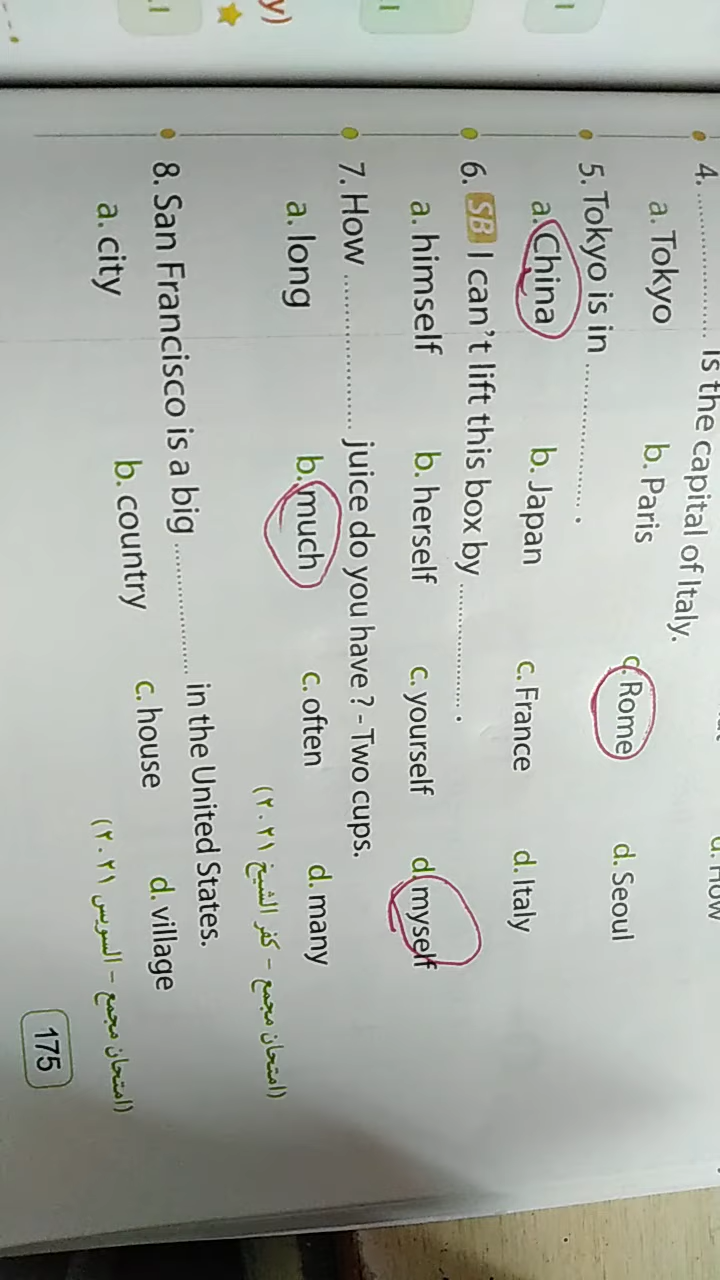 y)
4. .................. is the capital of Italy.
a. Tokyo b. Paris c. Rome d. Seoul
5. Tokyo is in .................. .
a. China b. Japan c. France d. Italy
6. SB I can't lift this box by .................. .
a. himself b. herself c. yourself d. myself
7. How .................. juice do you have ? - Two cups.
a. long b. much c. often d. many
(امتحان مجمع – كفر الشيخ ٢٠٢١)
8. San Francisco is a big .................. in the United States.
a. city b. country c. house d. village
(امتحان مجمع – السويس ٢٠٢١)
175